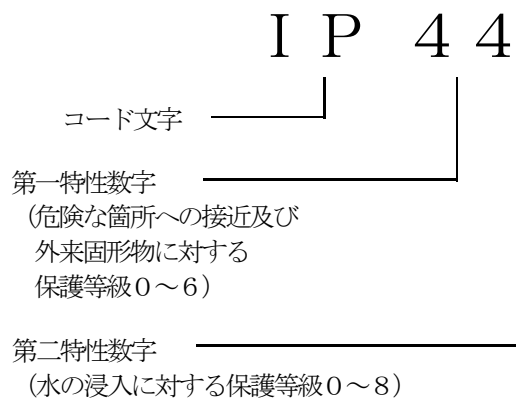 ＩＰ ４４
コード文字
第一特性数字
（危険な箇所への接近及び
外来固形物に対する
保護等級０～６）
第二特性数字
（水の浸入に対する保護等級０～８）